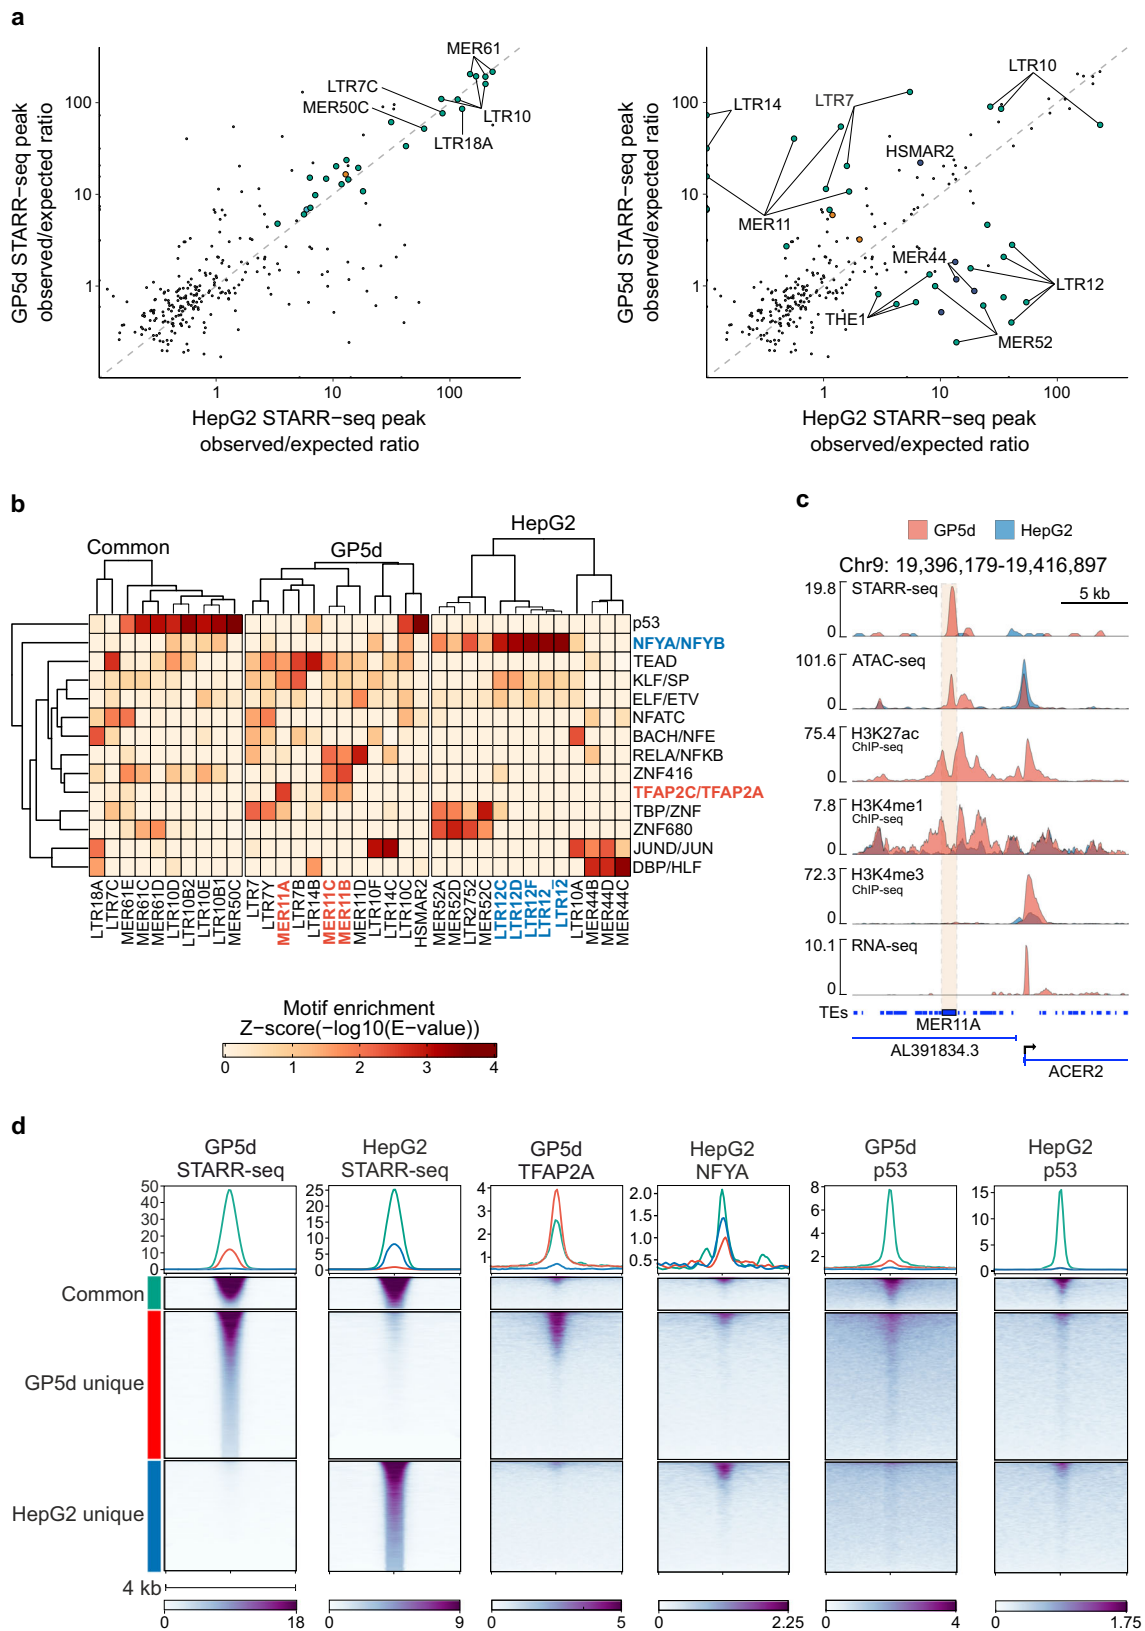 a
MER61
LTR7C
MER50C
LTR10
LTR18A
100
10
1
GP5d STARR−seq peak
observed/expected ratio
1
10
100
HepG2 STARR−seq peak
observed/expected ratio
LTR10
LTR14
LTR7
HSMAR2
MER11
MER44
LTR12
THE1
MER52
100
10
1
GP5d STARR−seq peak
observed/expected ratio
1
10
100
HepG2 STARR−seq peak
observed/expected ratio
b
Common
GP5d
HepG2
p53
NFYA/NFYB
TEAD
KLF/SP
ELF/ETV
NFATC
BACH/NFE
RELA/NFKB
ZNF416
TFAP2C/TFAP2A
TBP/ZNF
ZNF680
JUND/JUN
DBP/HLF
LTR18A
LTR7C
MER61E
MER61C
MER61D
LTR10D
LTR10B2
LTR10E
LTR10B1
MER50C
LTR7
LTR7Y
MER11A
LTR7B
LTR14B
MER11C
MER11B
MER11D
LTR10F
LTR14C
LTR10C
HSMAR2
MER52A
MER52D
LTR2752
MER52C
LTR12C
LTR12D
LTR12F
LTR12_
LTR12
LTR10A
MER44B
MER44D
MER44C
Motif enrichment
Z−score(−log10(E−value))
0 1 2 3 4
c
GP5d
HepG2
Chr9: 19,396,179-19,416,897
5 kb
19.8
STARR-seq
0
101.6
ATAC-seq
0
75.4
H3K27ac
ChIP-seq
0
7.8
H3K4me1
ChIP-seq
0
72.3
H3K4me3
ChIP-seq
0
10.1
RNA-seq
0
TEs
MER11A
AL391834.3
ACER2
d
GP5d
STARR-seq
HepG2
STARR-seq
GP5d
TFAP2A
HepG2
NFYA
GP5d
p53
HepG2
p53
50
40
30
20
10
0
25
20
15
10
5
0
4
3
2
1
2.0
1.5
1.0
0.5
8
6
4
2
15
10
5
0
Common
GP5d unique
HepG2 unique
4 kb
0 18
0 9
0 5
0 2.25
0 4
0 1.75